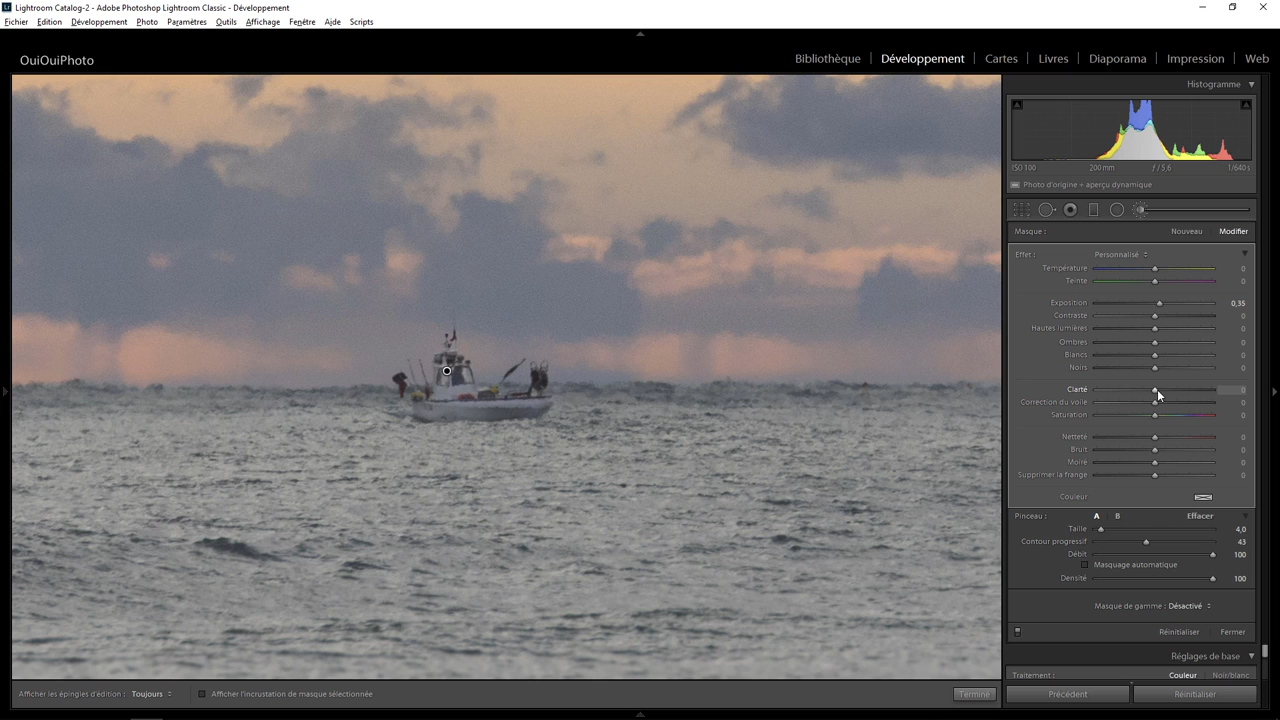 Lightroom Catalog-2 - Adobe Photoshop Lightroom Classic - Développement
Fichier Edition Développement Photo Paramètres Outils Affichage Fenêtre Aide Scripts
OuiOuiPhoto
Bibliothèque | Développement | Cartes | Livres | Diaporama | Impression | Web
Histogramme
ISO 100 200 mm ƒ / 5,6 1/640 s
Photo d'origine + aperçu dynamique
Masque : Nouveau Modifier
Effet : Personnalisé
Température 0
Teinte 0
Exposition 0,35
Contraste 0
Hautes lumières 0
Ombres 0
Blancs 0
Noirs 0
Clarté 0
Correction du voile 0
Saturation 0
Netteté 0
Bruit 0
Moiré 0
Supprimer la frange 0
Couleur
Pinceau : A B Effacer
Taille 4,0
Contour progressif 43
Débit 100
Masquage automatique
Densité 100
Masque de gamme : Désactivé
Réinitialiser Fermer
Réglages de base
Traitement : Couleur Noir/blanc
Afficher les épingles d'édition : Toujours Afficher l'incrustation de masque sélectionnée Terminé
Précédent Réinitialiser